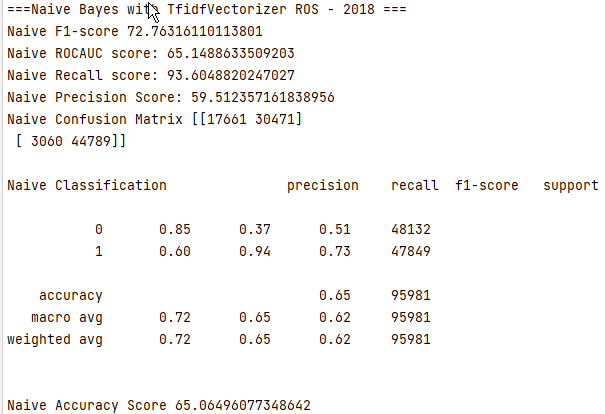 ===Naive Bayes with TfidfVectorizer ROS - 2018 ===
Naive F1-score 72.76316110113801
Naive ROCAUC score: 65.1488633509203
Naive Recall score: 93.6048820247027
Naive Precision Score: 59.512357161838956
Naive Confusion Matrix [[17661 30471]
[ 3060 44789]]
Naive Classification precision recall f1-score support
0 0.85 0.37 0.51 48132
1 0.60 0.94 0.73 47849
accuracy 0.65 95981
macro avg 0.72 0.65 0.62 95981
weighted avg 0.72 0.65 0.62 95981
Naive Accuracy Score 65.06496077348642